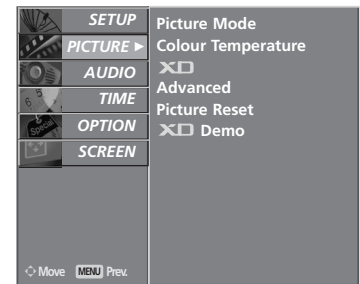 SETUP
PICTURE ►
AUDIO
TIME
OPTION
SCREEN
Picture Mode
Colour Temperature
XD
Advanced
Picture Reset
XD Demo
Special
Move MENU Prev.